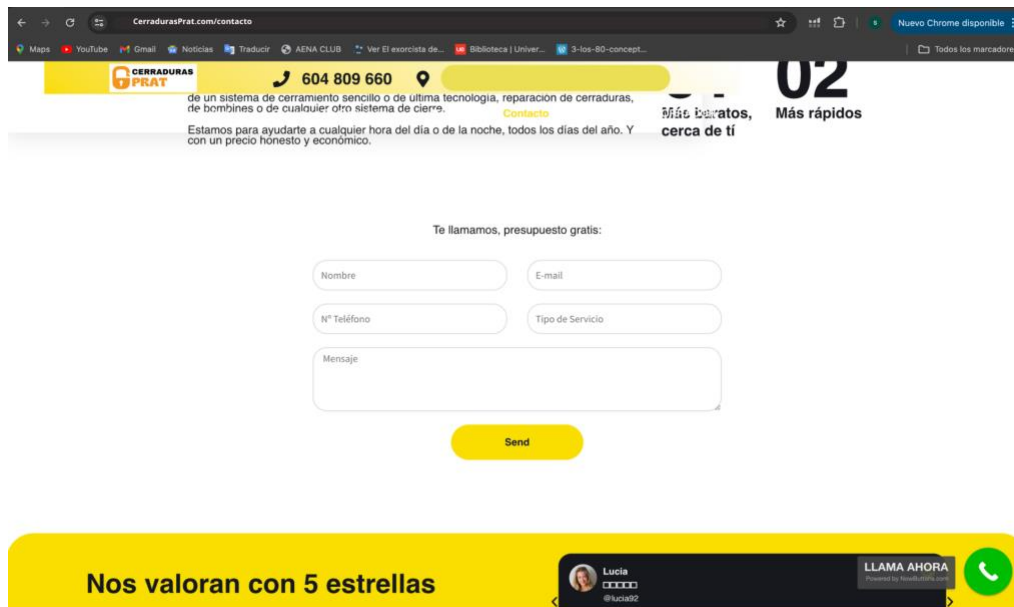 CerradurasPrat.com/contacto
Nuevo Chrome disponible
Maps YouTube Gmail Noticias Traducir AENA CLUB Ver El exorcista de... Biblioteca | Univer... 3-los-80-concept...
Todos los marcadore
CERRADURAS
PRAT
604 809 660
02
de un sistema de cerramiento sencillo o de última tecnología, reparación de cerraduras,
de bombines o de cualquier otro sistema de cierre.
Contacto
Más baratos,
cerca de tí
Más rápidos
Estamos para ayudarte a cualquier hora del día o de la noche, todos los días del año. Y
con un precio honesto y económico.
Te llamamos, presupuesto gratis:
Nombre
E-mail
Nº Teléfono
Tipo de Servicio
Mensaje
Send
Nos valoran con 5 estrellas
Lucia
@lucia92
LLAMA AHORA
Powered by NowButtons.com